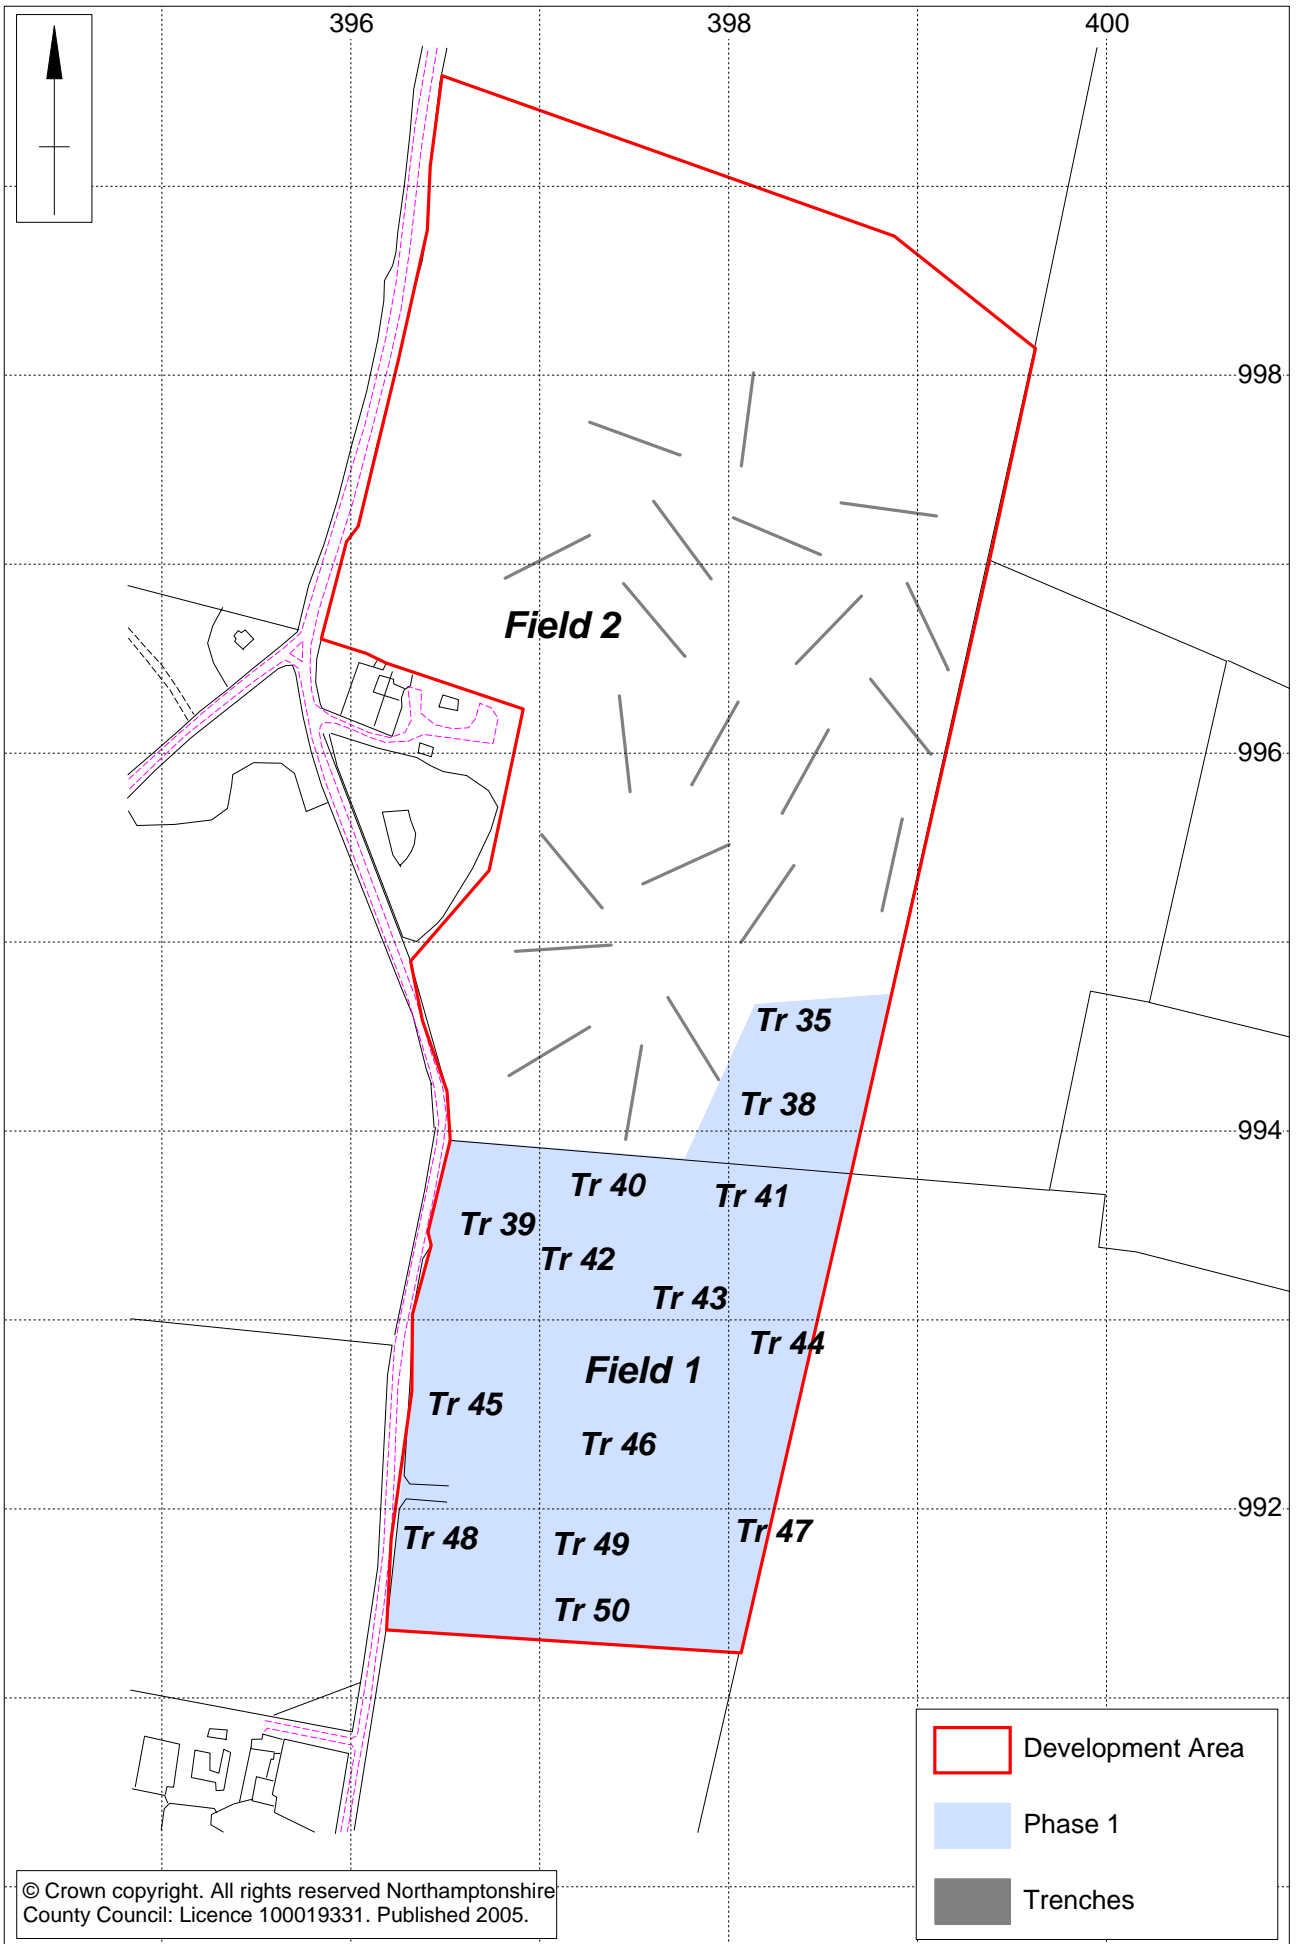 396 398 400
998
Field 2
996
Tr 35
Tr 38
994
Tr 40
Tr 41
Tr 39
Tr 42
Tr 43
Tr 44
Field 1
Tr 45
Tr 46
992
Tr 47
Tr 48
Tr 49
Tr 50
Development Area
Phase 1
Trenches
© Crown copyright. All rights reserved Northamptonshire
County Council: Licence 100019331. Published 2005.